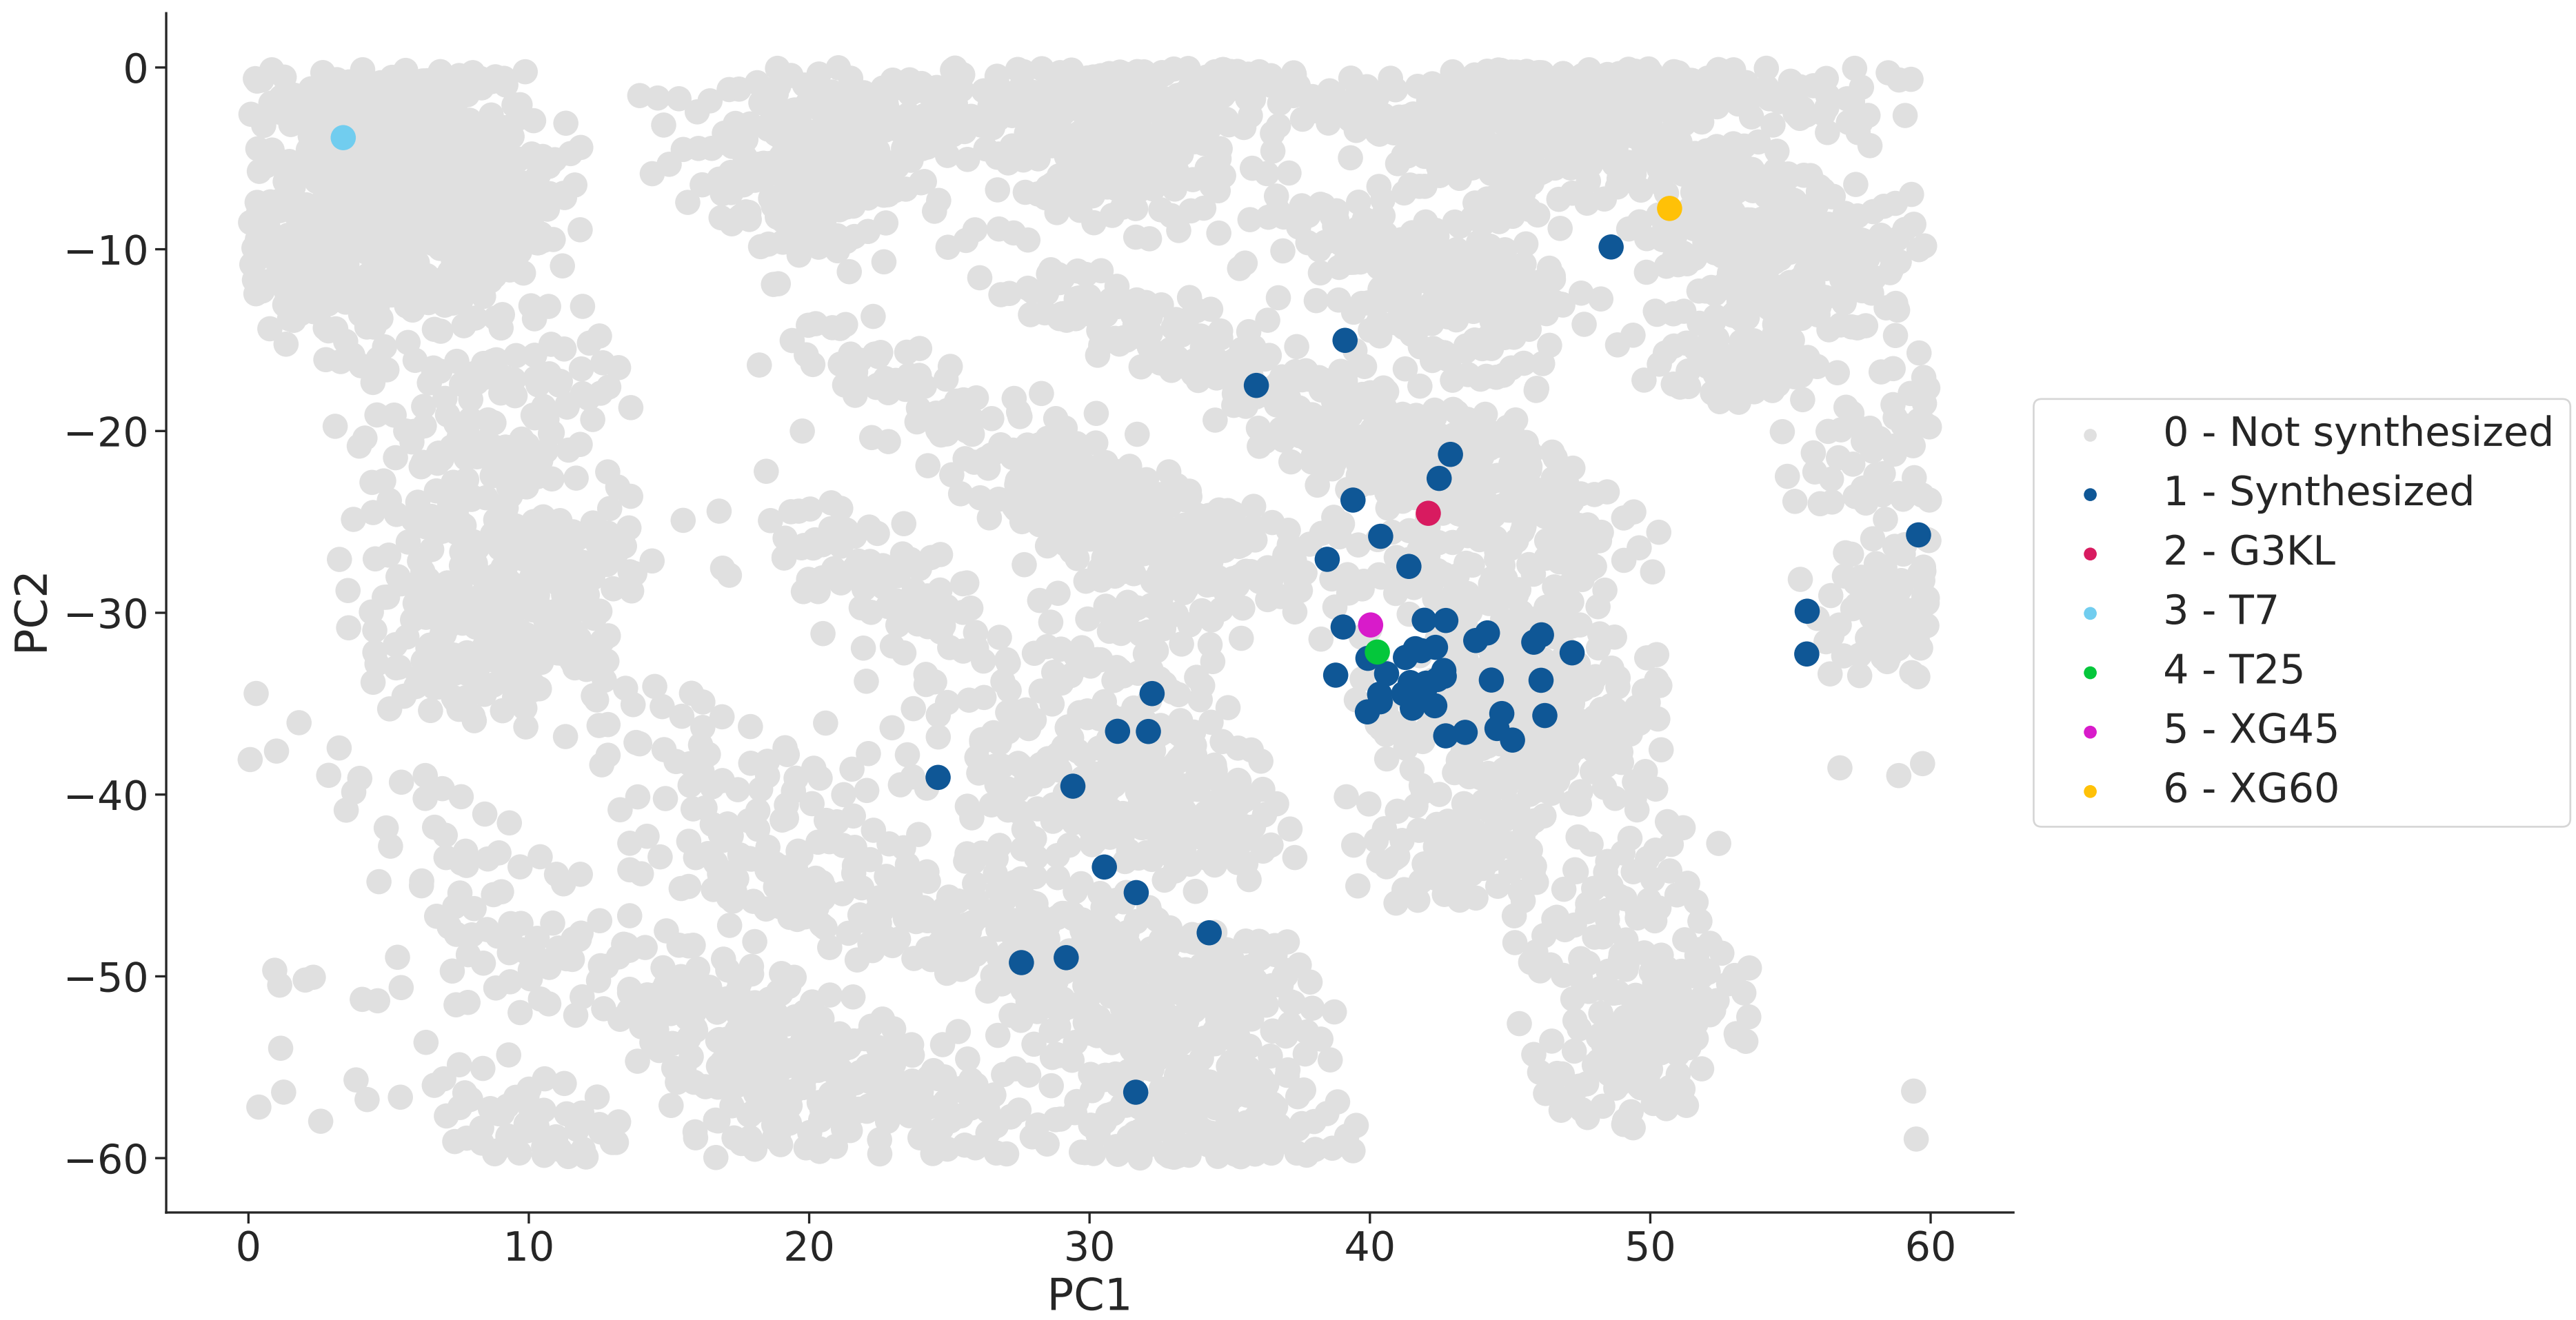 0
−10
−20
−30
−40
−50
−60
PC2
0 10 20 30 40 50 60
PC1
0 - Not synthesized
1 - Synthesized
2 - G3KL
3 - T7
4 - T25
5 - XG45
6 - XG60